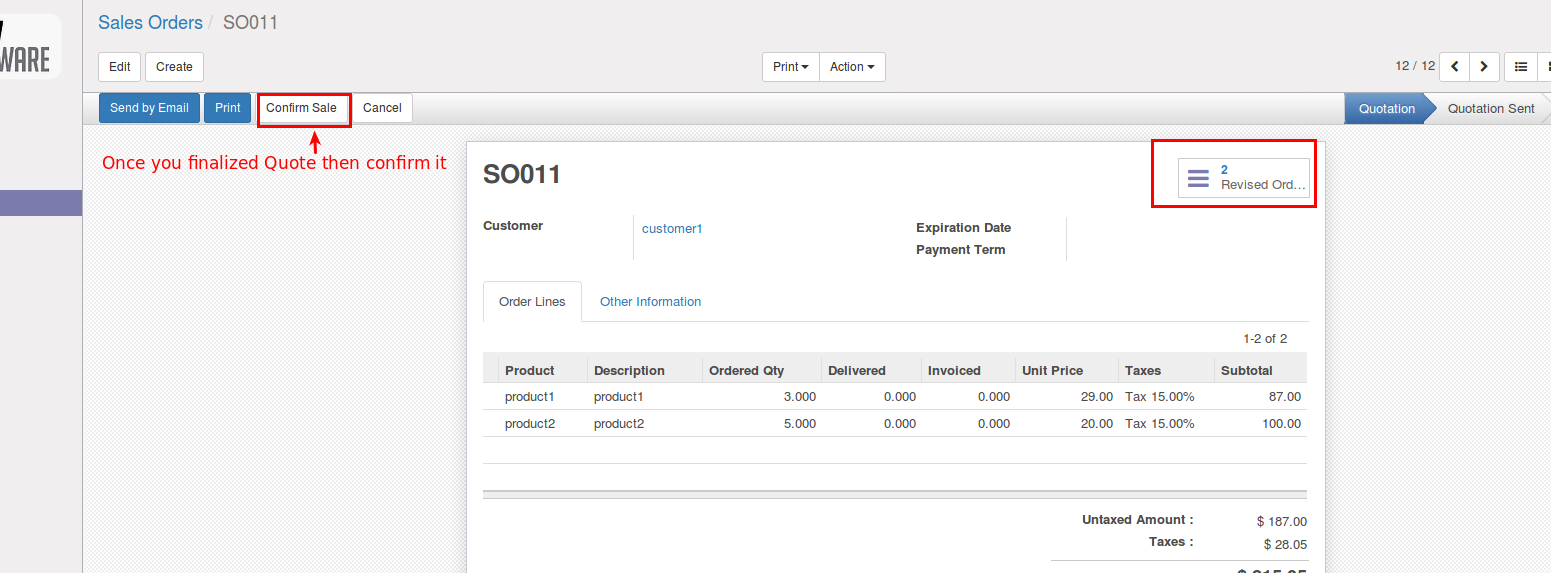 WARE
Sales Orders / SO011
Edit Create Print Action 12 / 12
Send by Email Print Confirm Sale Cancel Quotation Quotation Sent
Once you finalized Quote then confirm it
2
Revised Ord...
SO011
Customer customer1 Expiration Date
Payment Term
Order Lines Other Information
1-2 of 2
Product Description Ordered Qty Delivered Invoiced Unit Price Taxes Subtotal
product1 product1 3.000 0.000 0.000 29.00 Tax 15.00% 87.00
product2 product2 5.000 0.000 0.000 20.00 Tax 15.00% 100.00
Untaxed Amount : $ 187.00
Taxes : $ 28.05